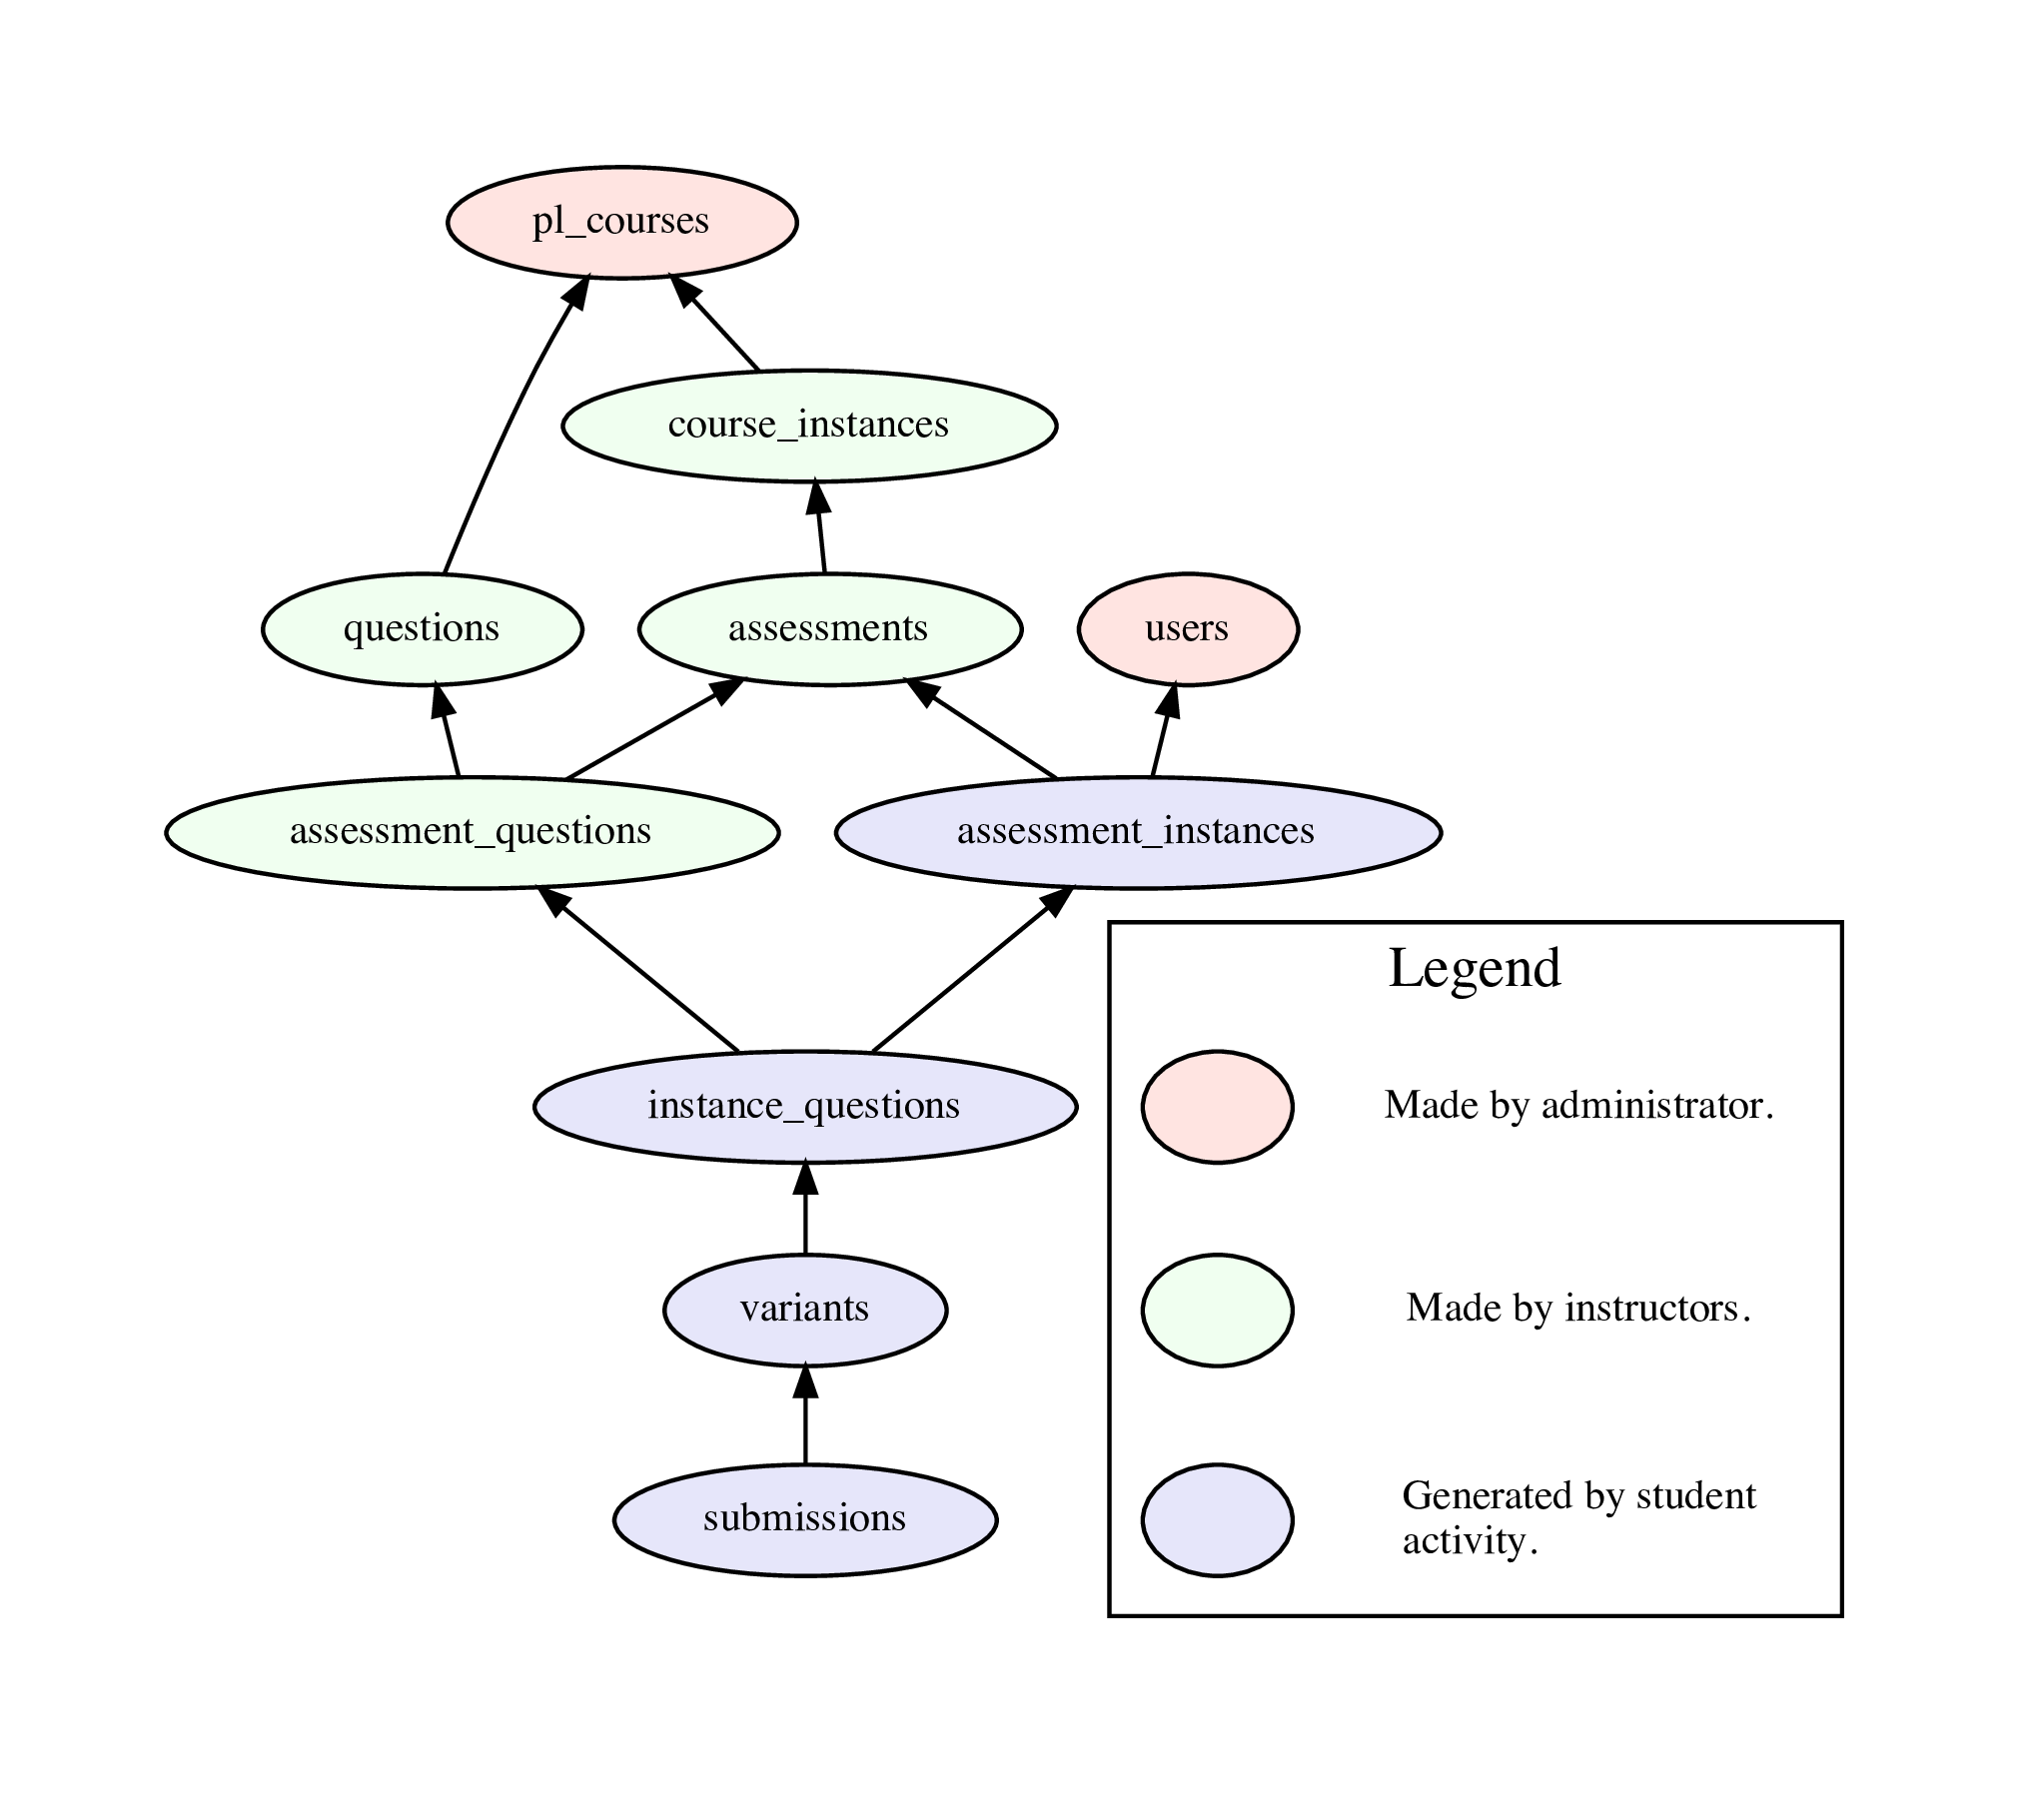 pl_courses
course_instances
questions
assessments
users
assessment_questions
assessment_instances
Legend
instance_questions
Made by administrator.
variants
Made by instructors.
submissions
Generated by student
activity.